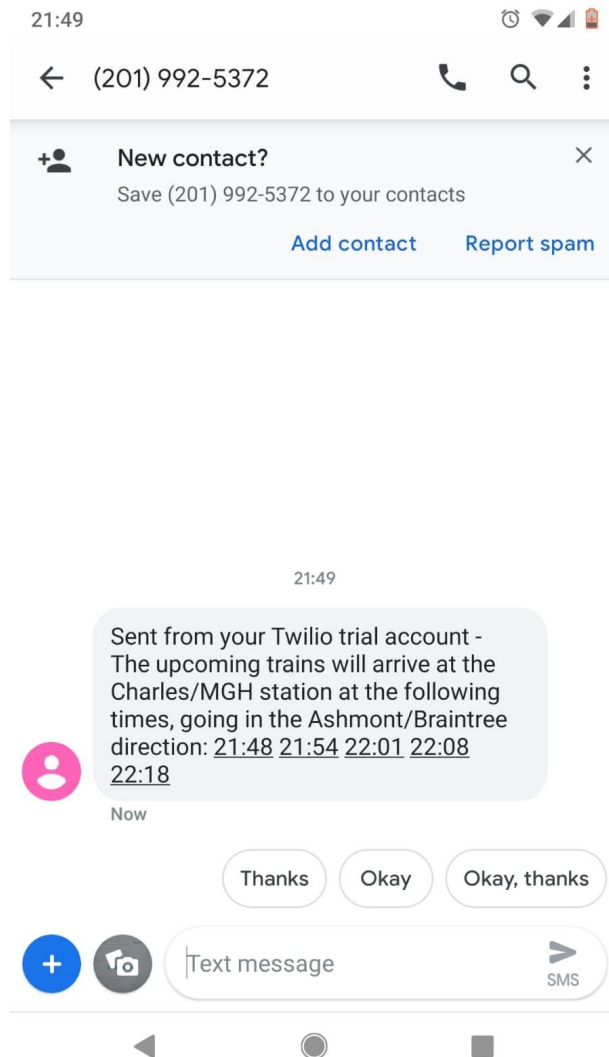 21:49
(201) 992-5372
New contact?
Save (201) 992-5372 to your contacts
Add contact Report spam
21:49
Sent from your Twilio trial account -
The upcoming trains will arrive at the
Charles/MGH station at the following
times, going in the Ashmont/Braintree
direction: 21:48 21:54 22:01 22:08
22:18
Now
Thanks Okay Okay, thanks
Text message
SMS